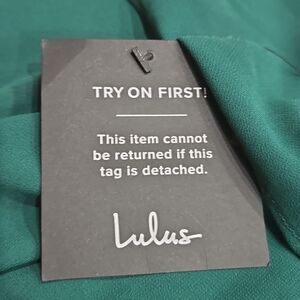 TRY ON FIRST!
This item cannot
be returned if this
tag is detached.
Lulus